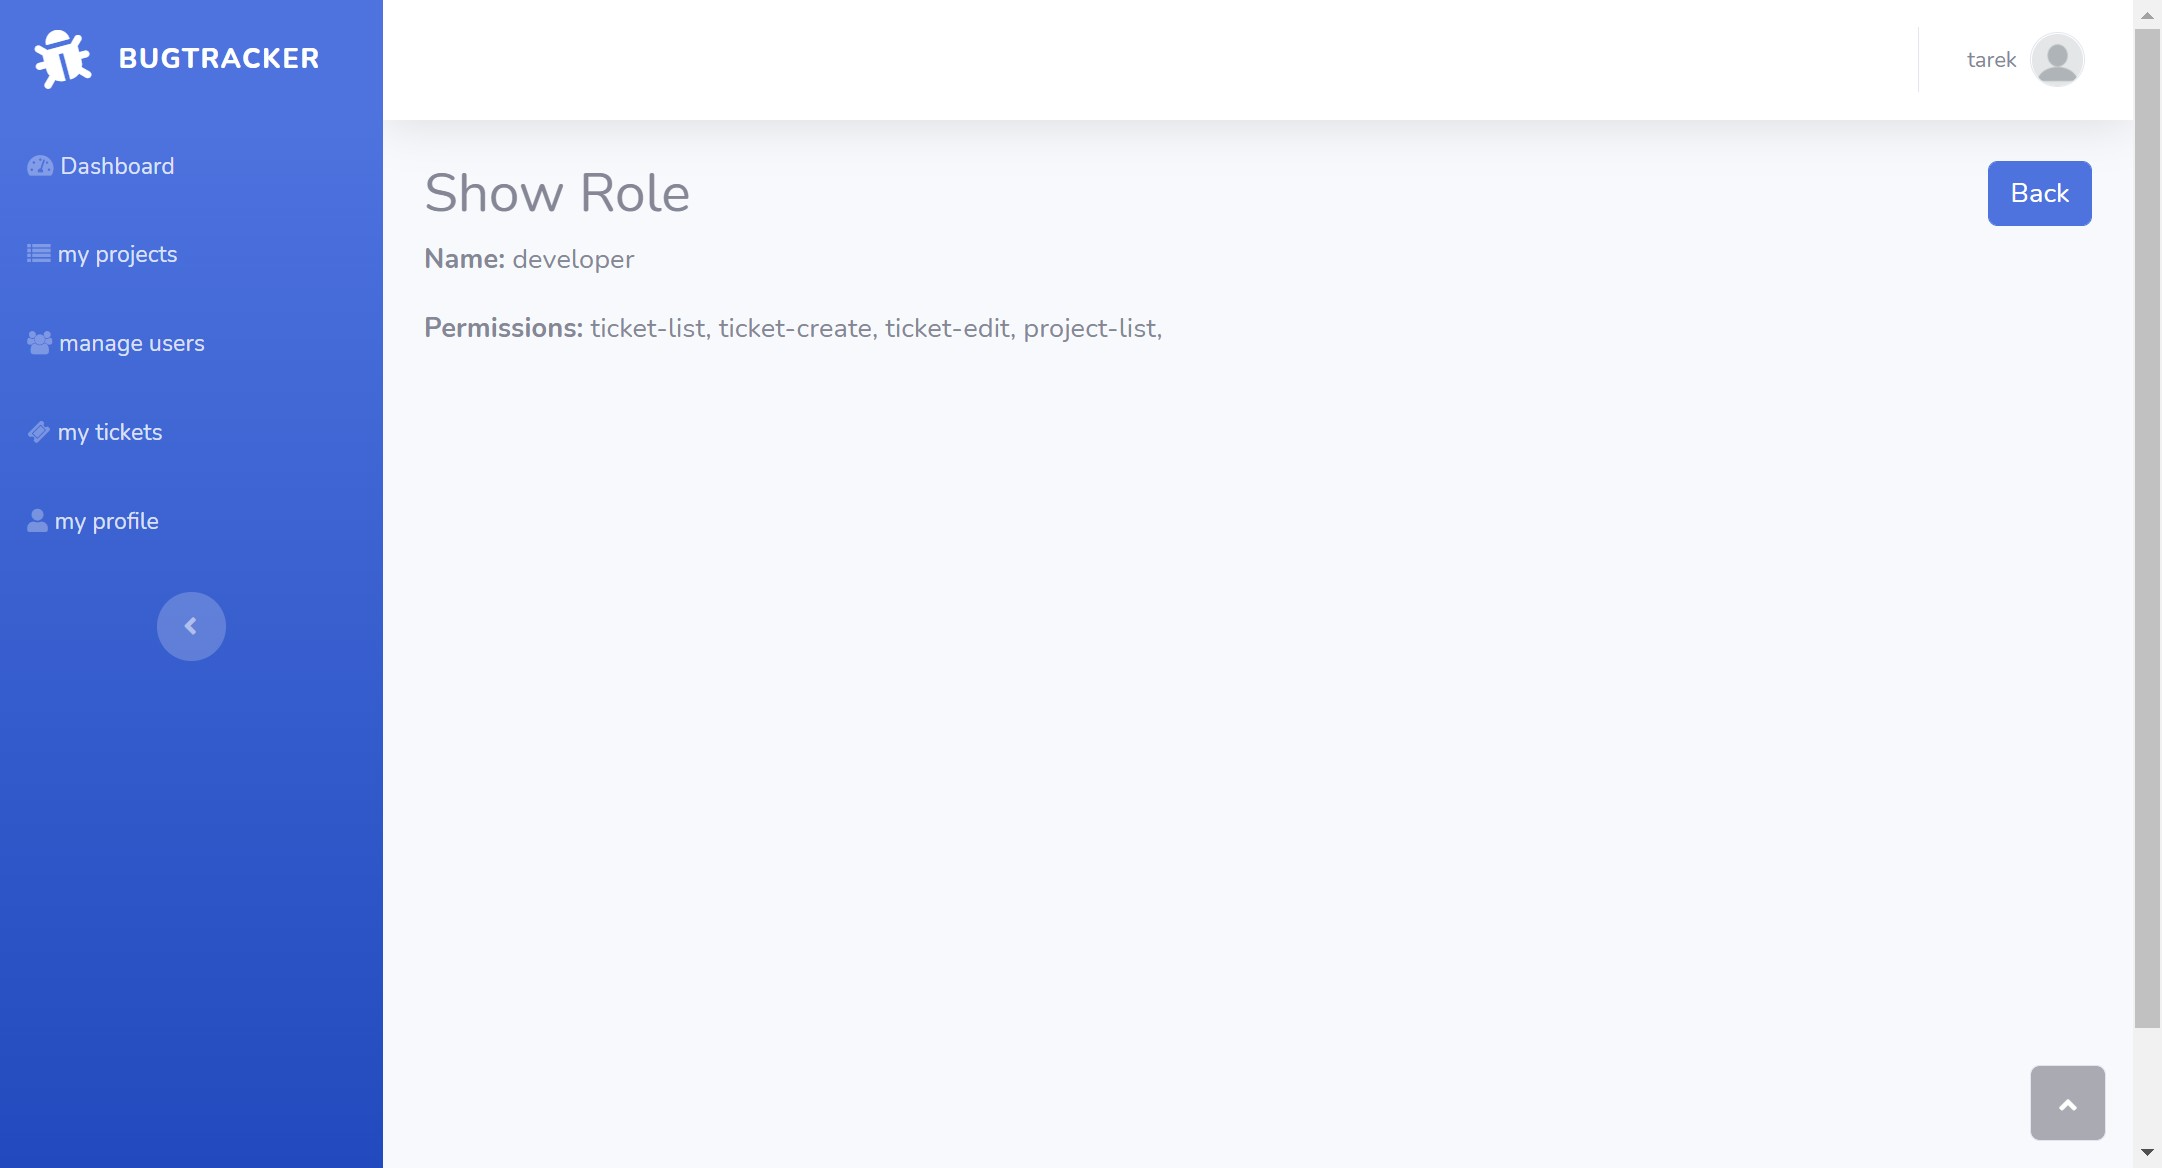 BUGTRACKER
tarek
Dashboard
my projects
manage users
my tickets
my profile
Show Role
Back
Name: developer
Permissions: ticket-list, ticket-create, ticket-edit, project-list,